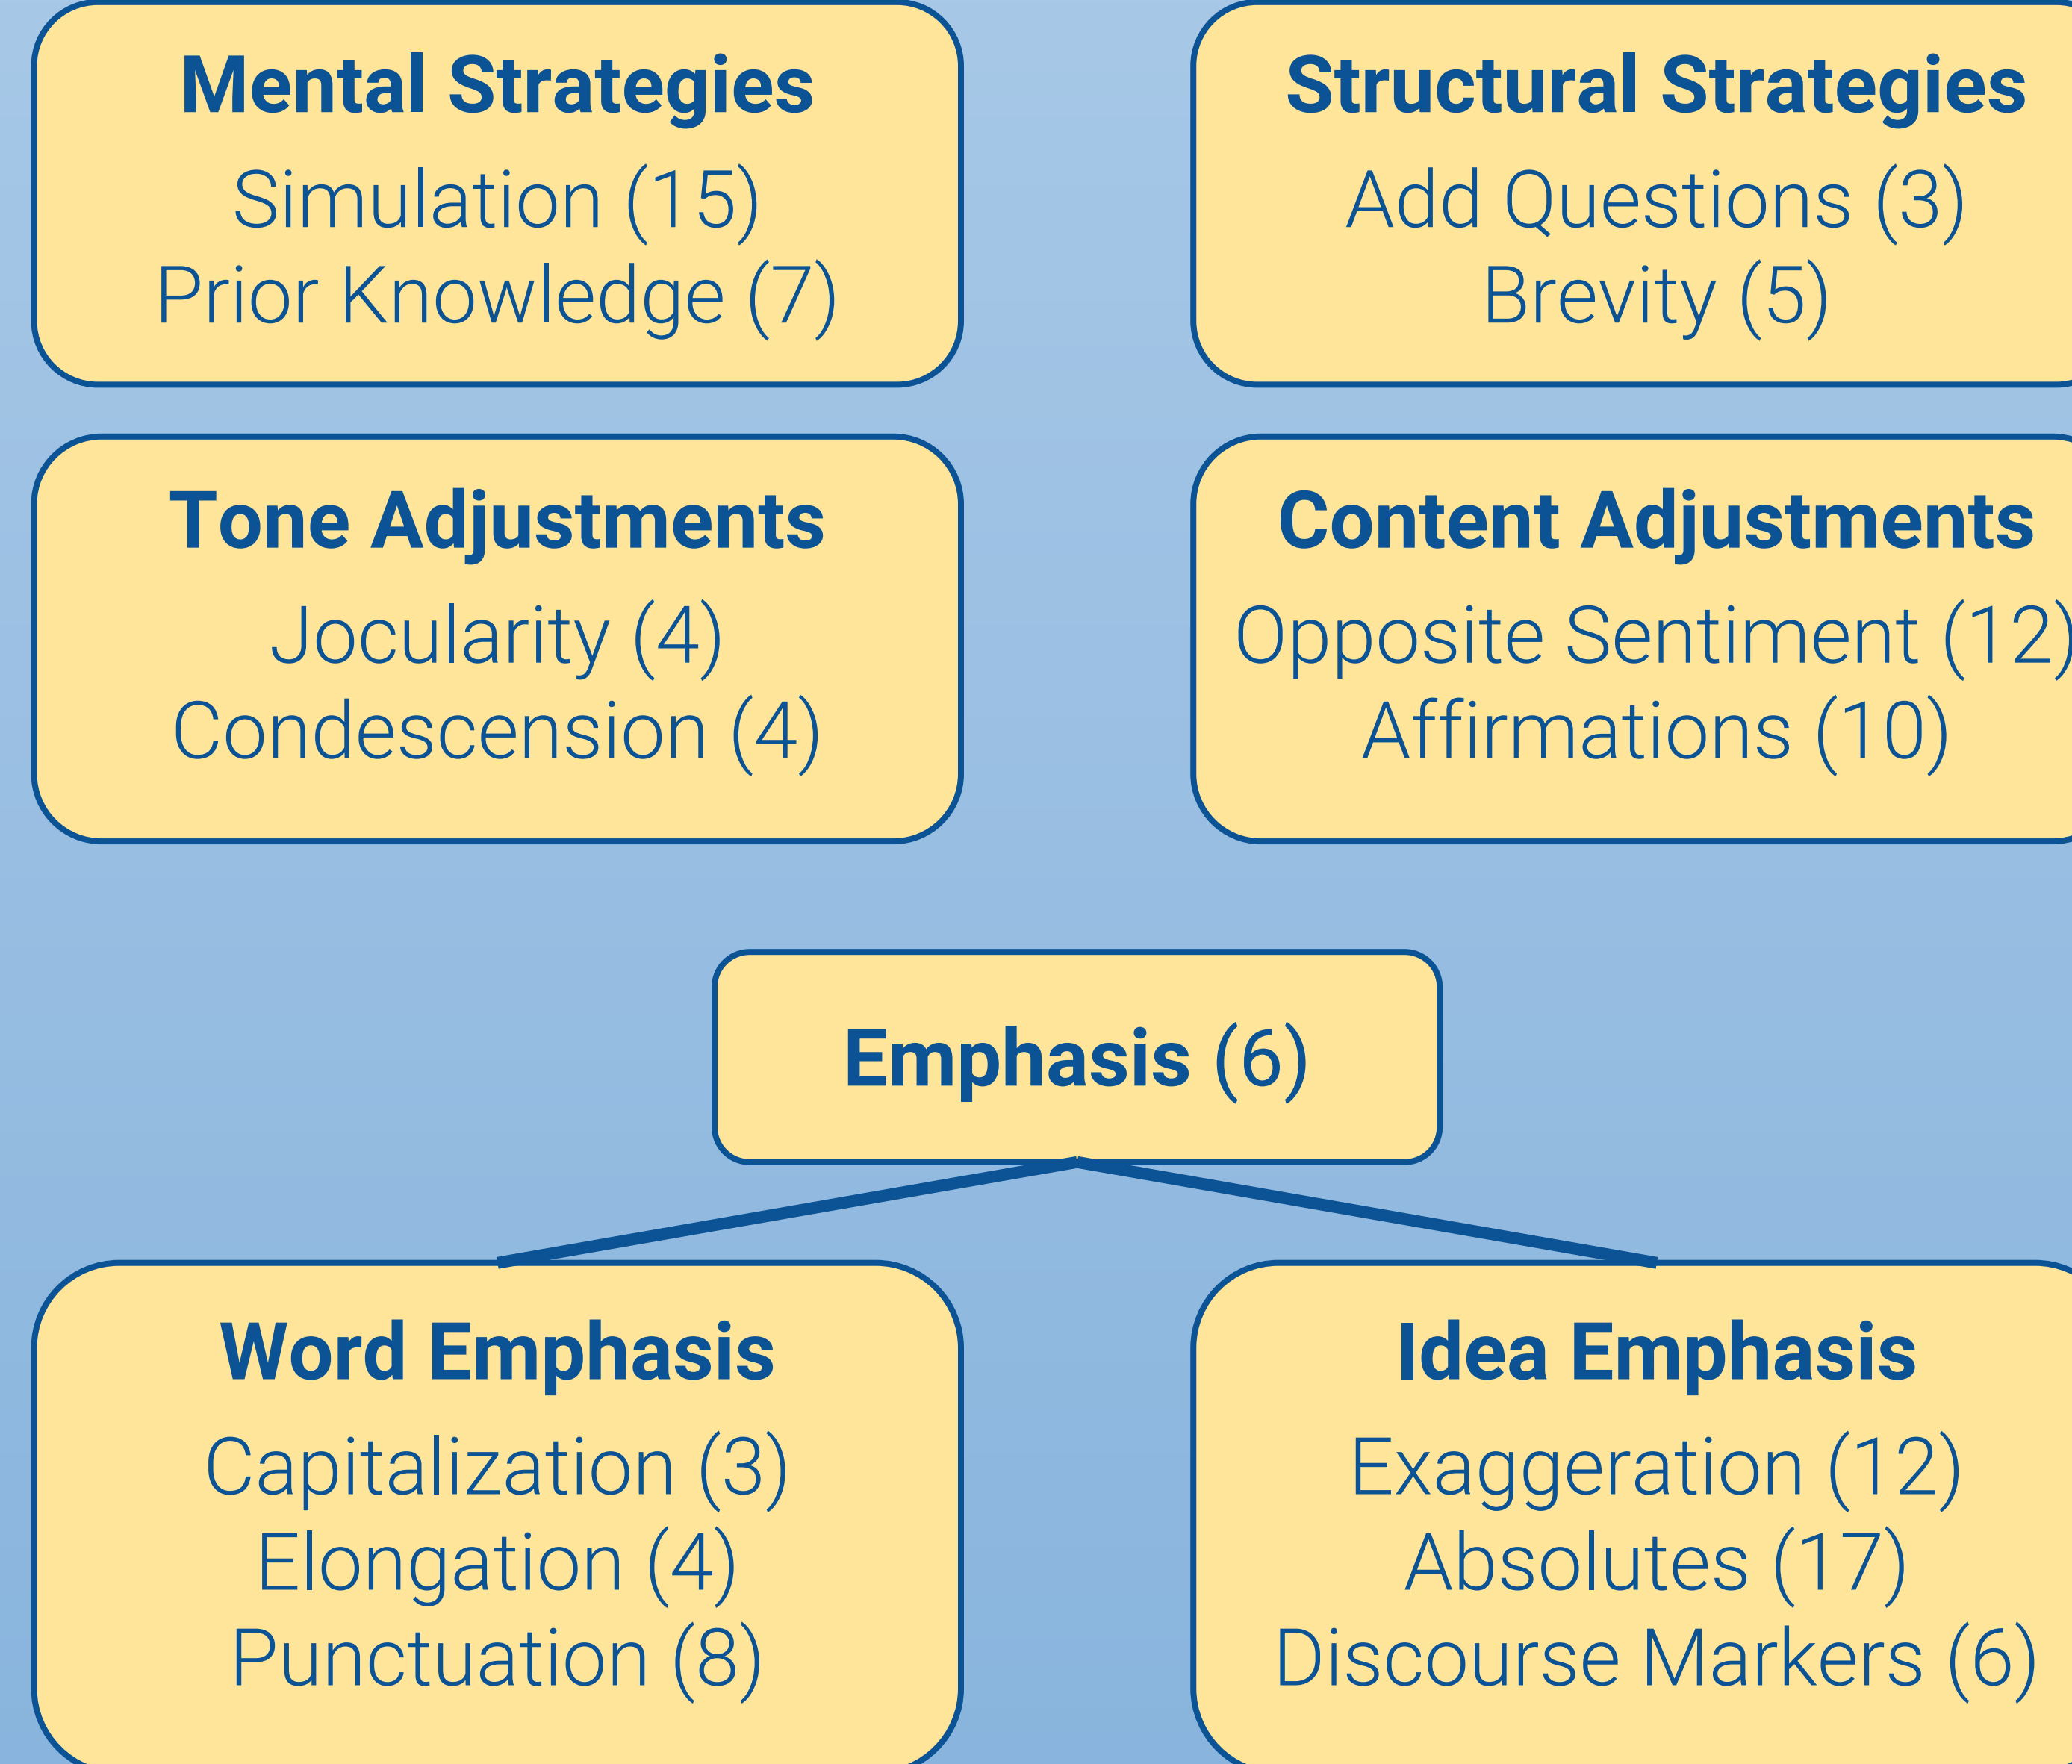 Mental Strategies
Simulation (15)
Prior Knowledge (7)
Structural Strategies
Add Questions (3)
Brevity (5)
Tone Adjustments
Jocularity (4)
Condescension (4)
Content Adjustments
Opposite Sentiment (12)
Affirmations (10)
Emphasis (6)
Word Emphasis
Capitalization (3)
Elongation (4)
Punctuation (8)
Idea Emphasis
Exaggeration (12)
Absolutes (17)
Discourse Markers (6)